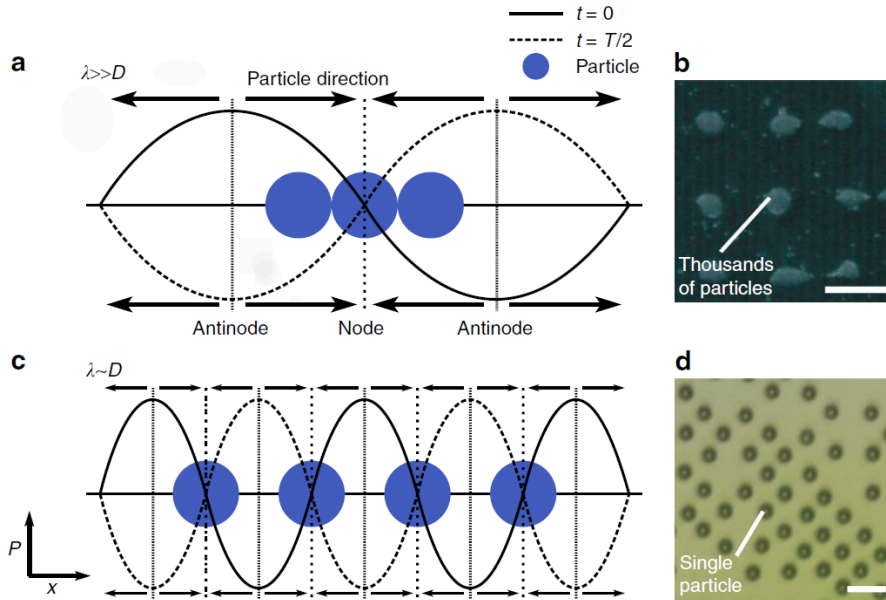 t = 0
t = T/2
Particle
a
λ>>D
Particle direction
Antinode
Node
Antinode
b
Thousands
of particles
c
λ~D
P
x
d
Single
particle